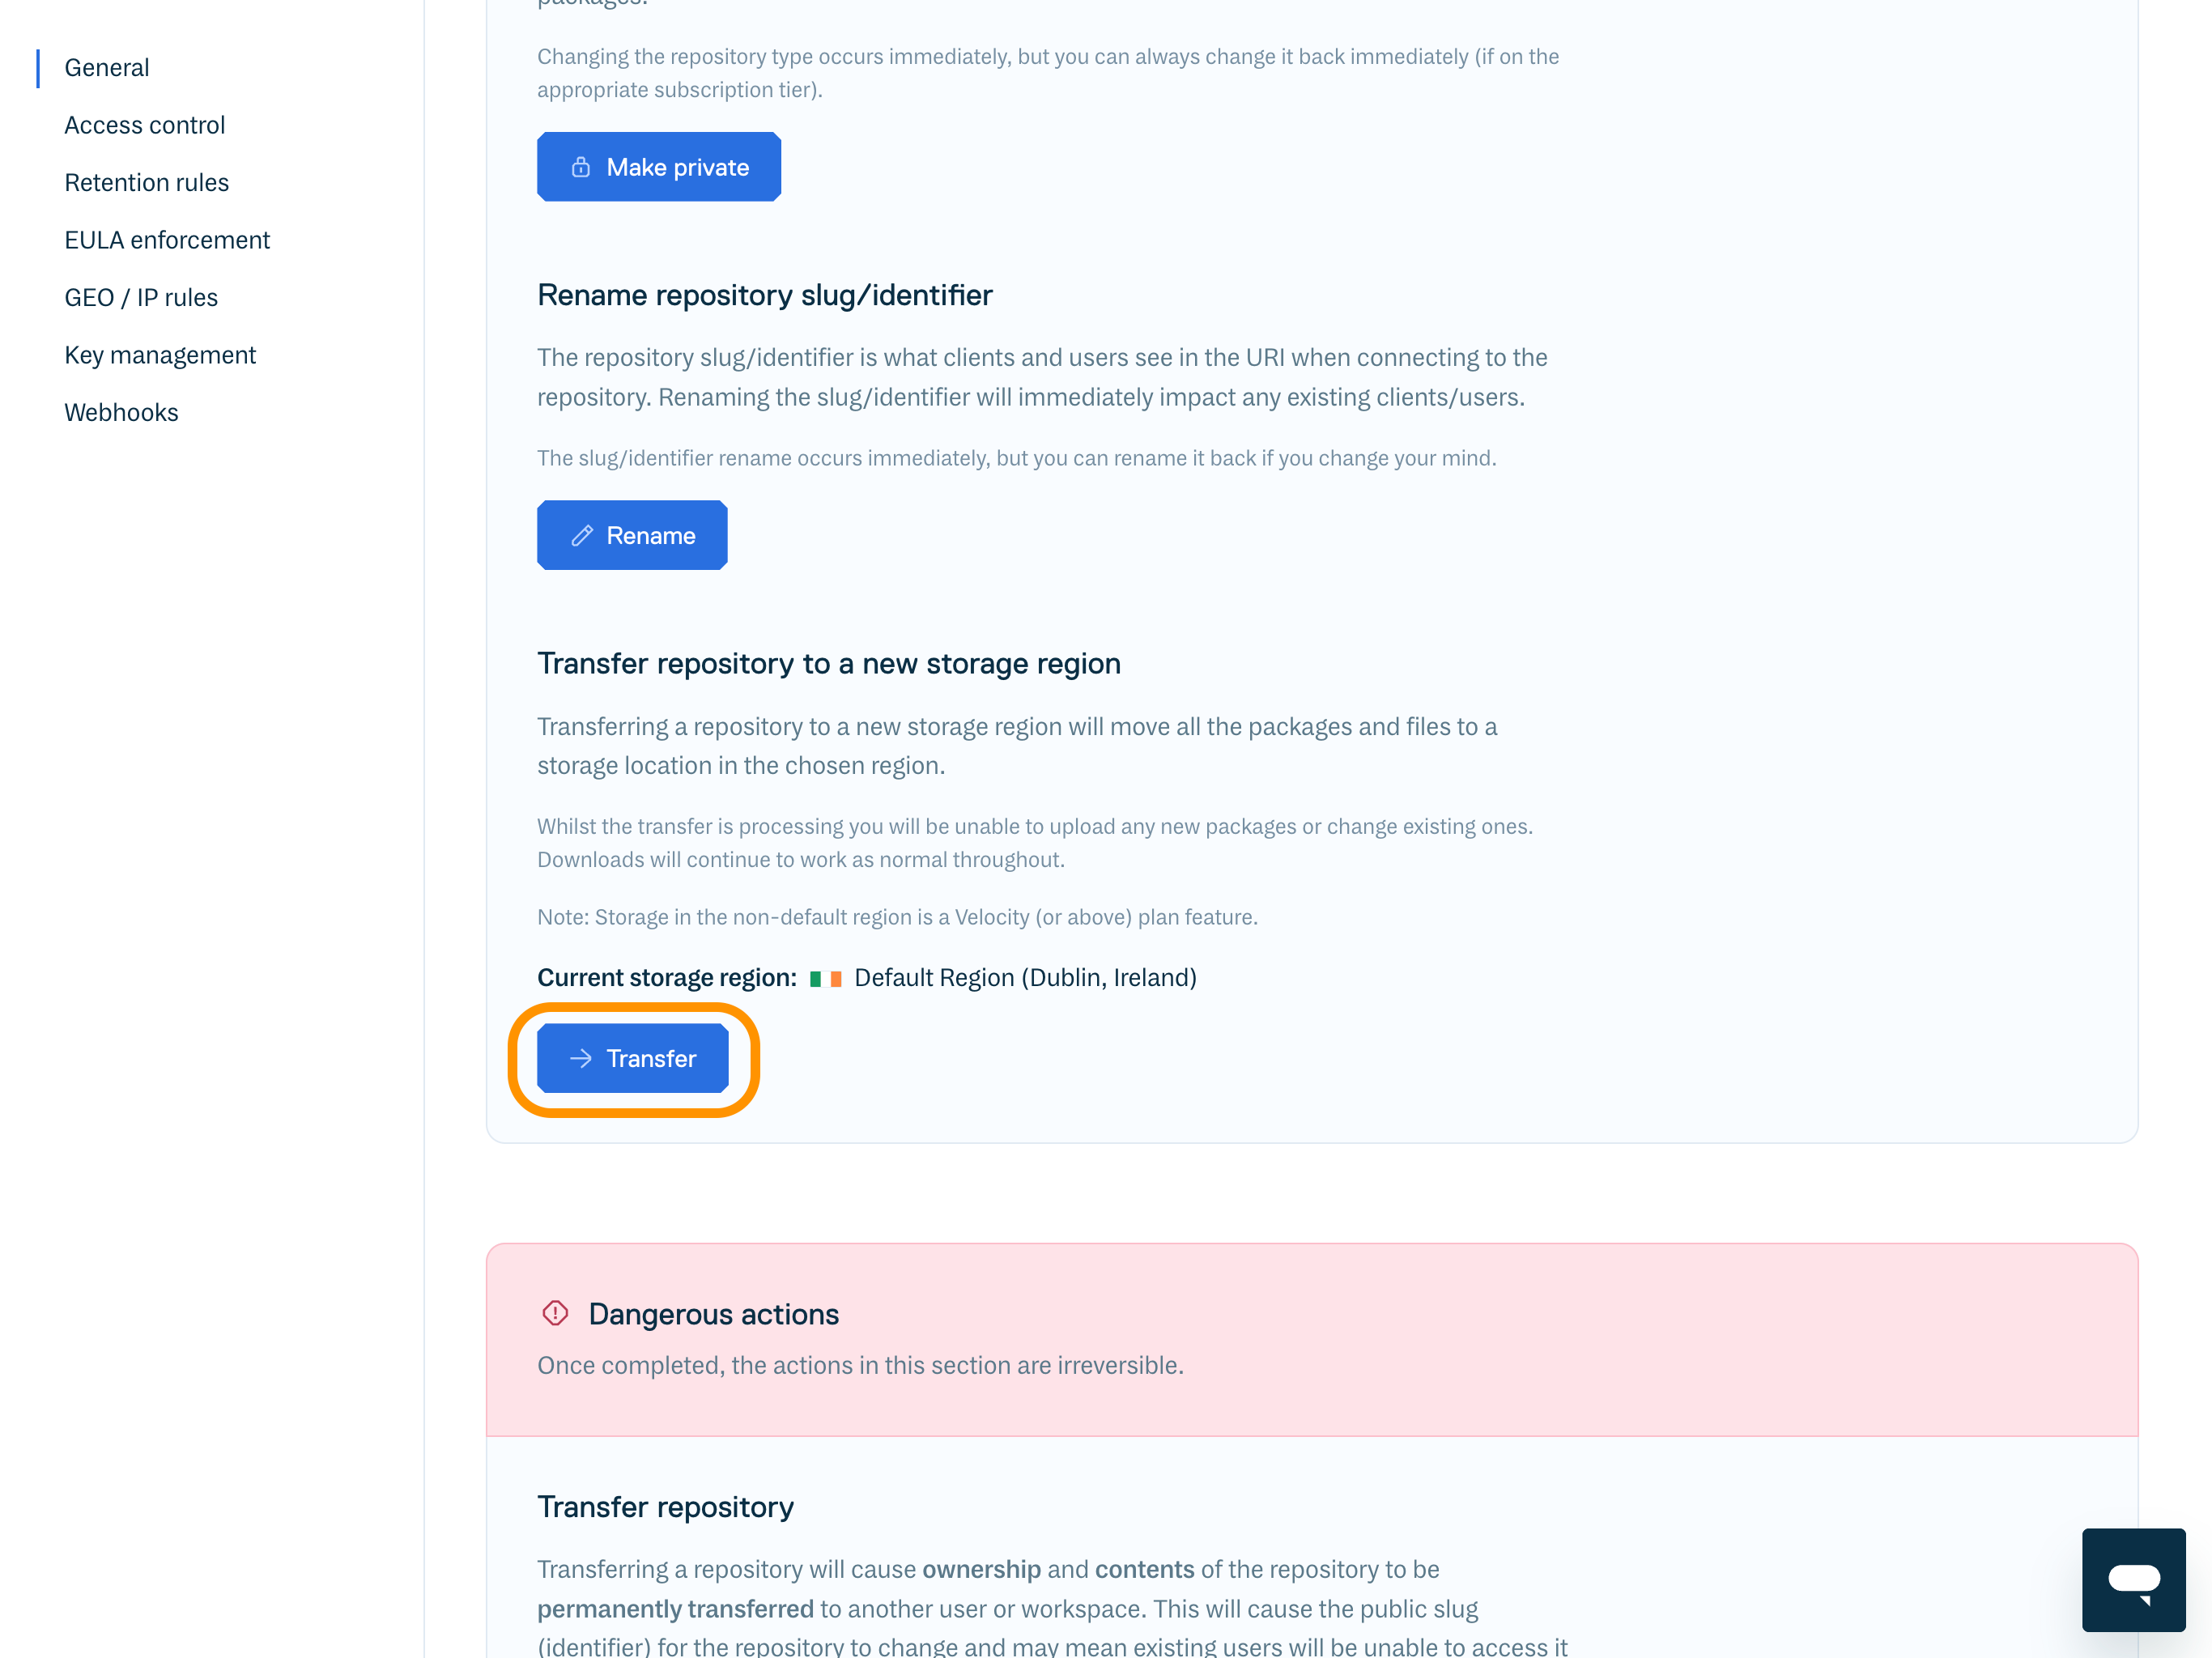 General
Access control
Retention rules
EULA enforcement
GEO / IP rules
Key management
Webhooks
packages.
Changing the repository type occurs immediately, but you can always change it back immediately (if on the
appropriate subscription tier).
Make private
Rename repository slug/identifier
The repository slug/identifier is what clients and users see in the URI when connecting to the
repository. Renaming the slug/identifier will immediately impact any existing clients/users.
The slug/identifier rename occurs immediately, but you can rename it back if you change your mind.
Rename
Transfer repository to a new storage region
Transferring a repository to a new storage region will move all the packages and files to a
storage location in the chosen region.
Whilst the transfer is processing you will be unable to upload any new packages or change existing ones.
Downloads will continue to work as normal throughout.
Note: Storage in the non-default region is a Velocity (or above) plan feature.
Current storage region: Default Region (Dublin, Ireland)
Transfer
Dangerous actions
Once completed, the actions in this section are irreversible.
Transfer repository
Transferring a repository will cause ownership and contents of the repository to be
permanently transferred to another user or workspace. This will cause the public slug
(identifier) for the repository to change and may mean existing users will be unable to access it